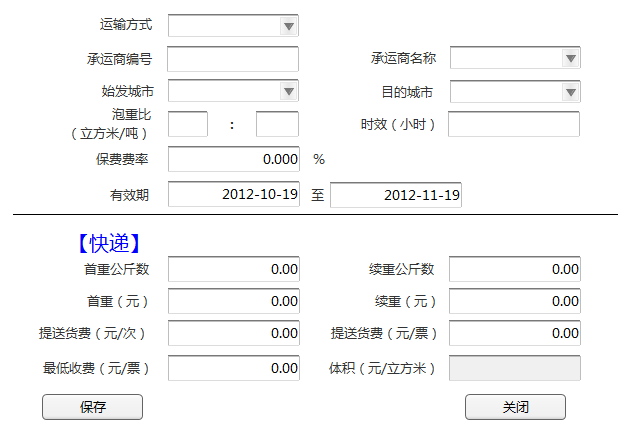 运输方式
承运商编号 承运商名称
始发城市 目的城市
泡重比
（立方米/吨） : 时效（小时）
保费费率 0.000 %
有效期 2012-10-19 至 2012-11-19
【快递】
首重公斤数 0.00 续重公斤数 0.00
首重（元） 0.00 续重（元） 0.00
提送货费（元/次） 0.00 提送货费（元/票） 0.00
最低收费（元/票） 0.00 体积（元/立方米）
保存 关闭